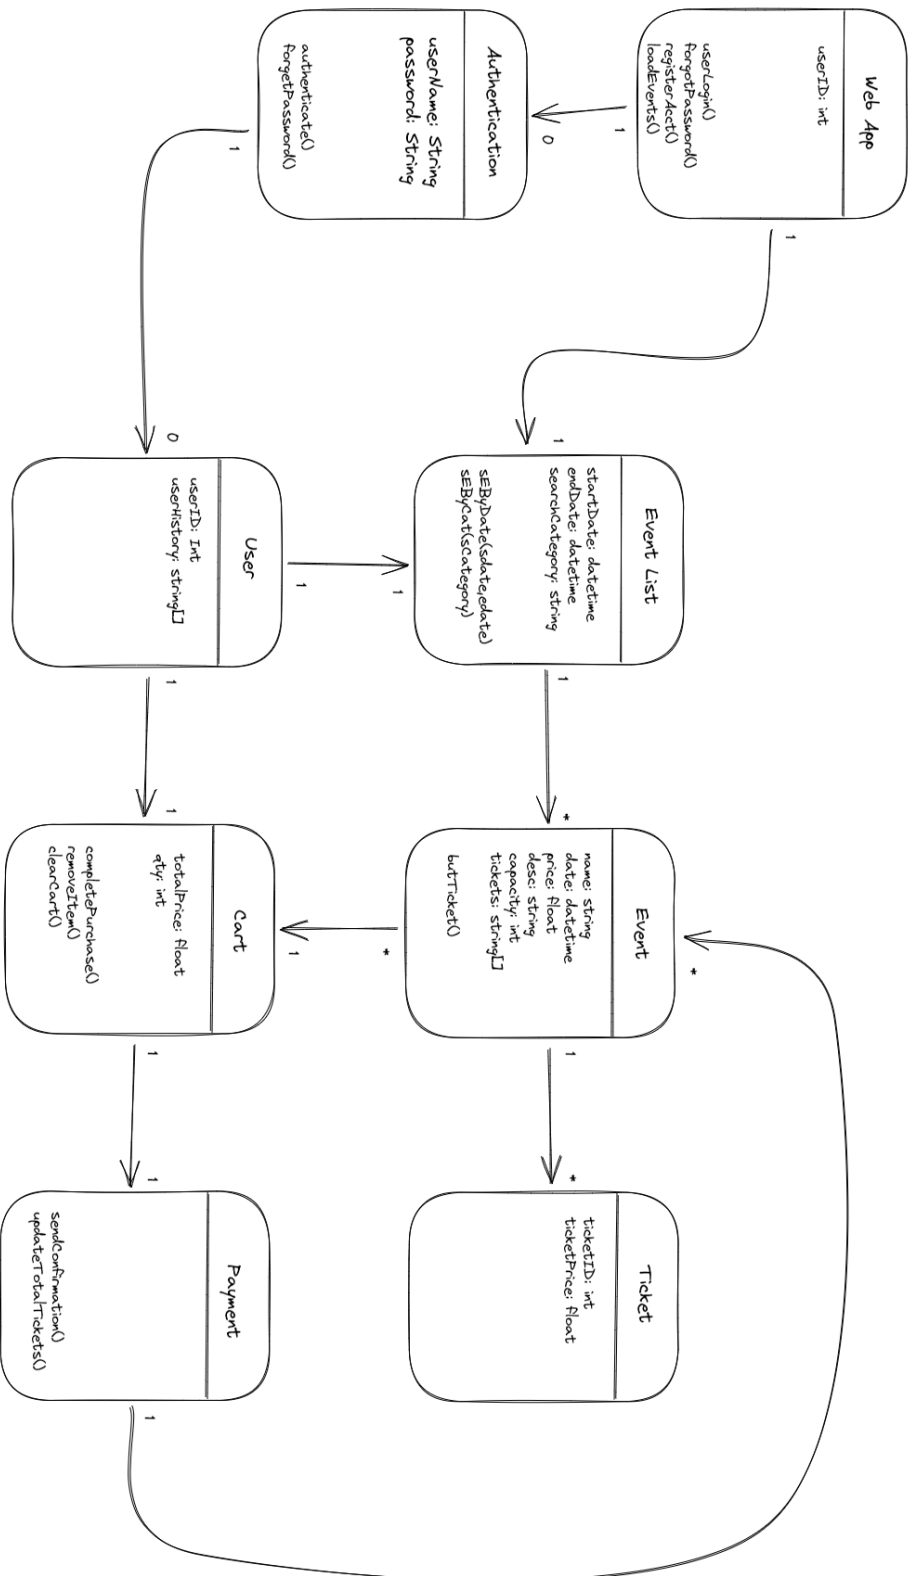 Web App
userID: int
userLogin()
forgotPassword()
registerAcct()
loadEvents()
1
1
0
Authentication
userName: String
password: String
authenticate()
forgetPassword()
1
1
Event List
startDate: datetime
endDate: datetime
searchCategory: string
SEByDate(sdate,edate)
SEByCat(sCategory)
0
User
userID: Int
userHistory: string[]
1
1
1
*
Event
name: string
date: datetime
price: float
desc: string
capacity: int
tickets: string[]
butTicket()
*
*
1
1
1
Cart
totalPrice: float
qty: int
completePurchase()
removeItem()
clearCart()
1
*
Ticket
ticketID: int
ticketPrice: float
1
1
Payment
sendConfirmation()
updateTotalTickets()
1